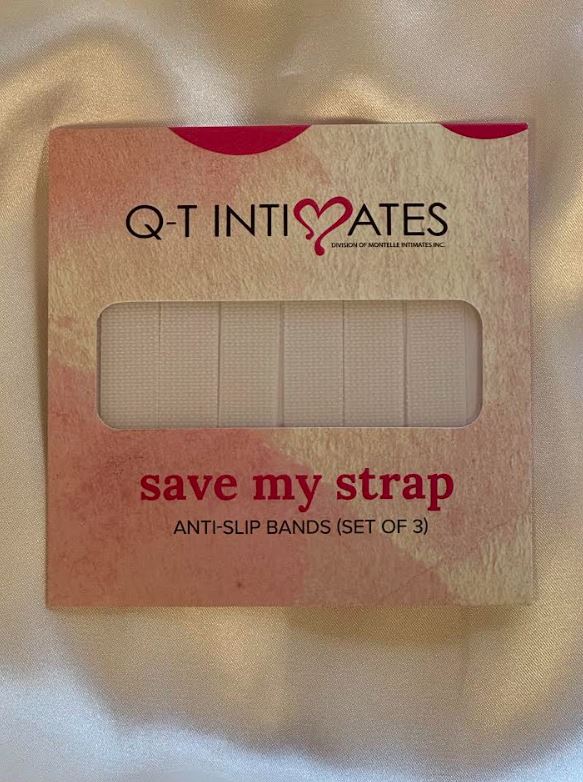 Q-T INTIMATES
DIVISION OF MONTELLE INTIMATES INC.
save my strap
ANTI-SLIP BANDS (SET OF 3)